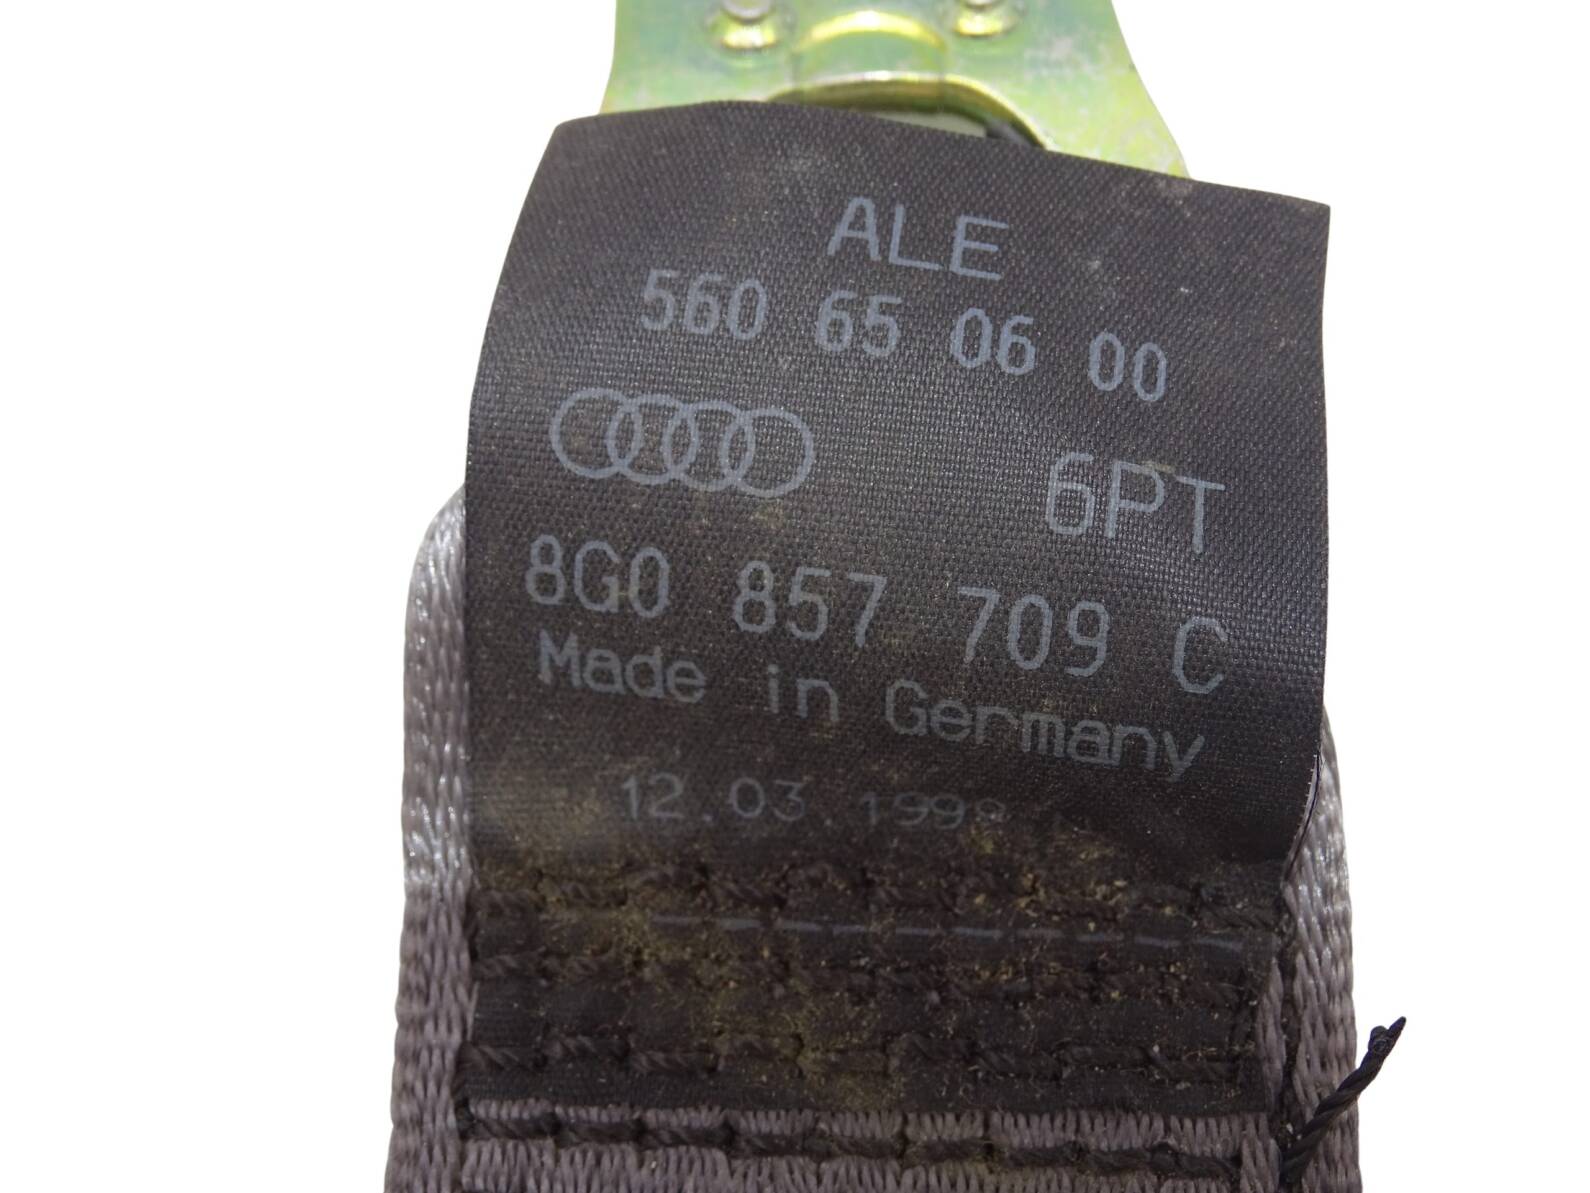 ALE
560 65 06 00
6PT
8G0 857 709 C
Made in Germany
12.03.1998